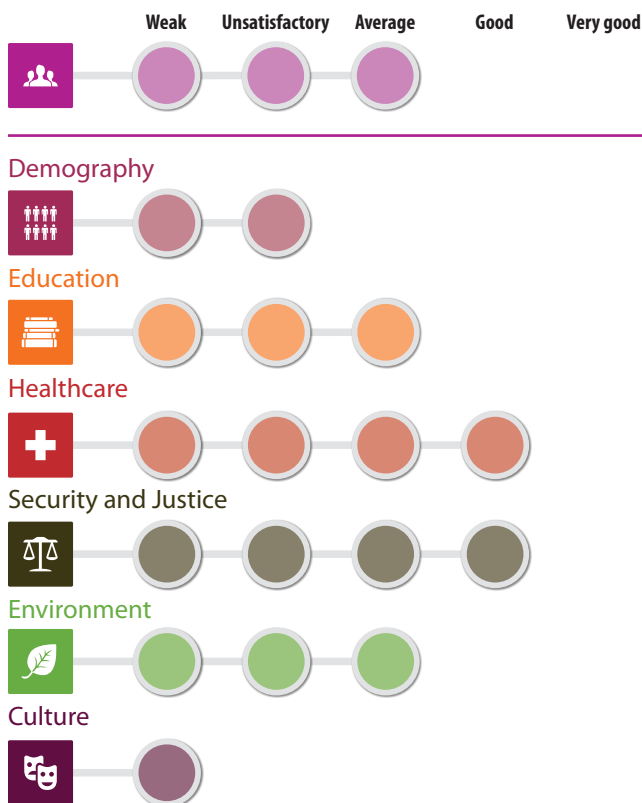 Weak Unsatisfactory Average Good Very good
Demography
Education
Healthcare
Security and Justice
Environment
Culture